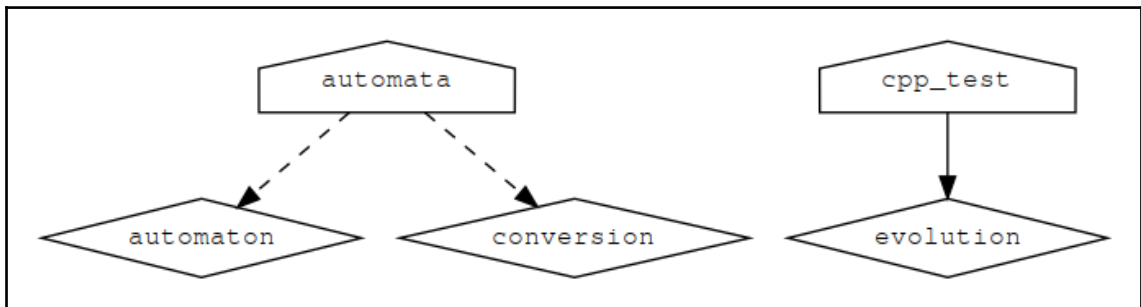 automata
cpp_test
automaton
conversion
evolution